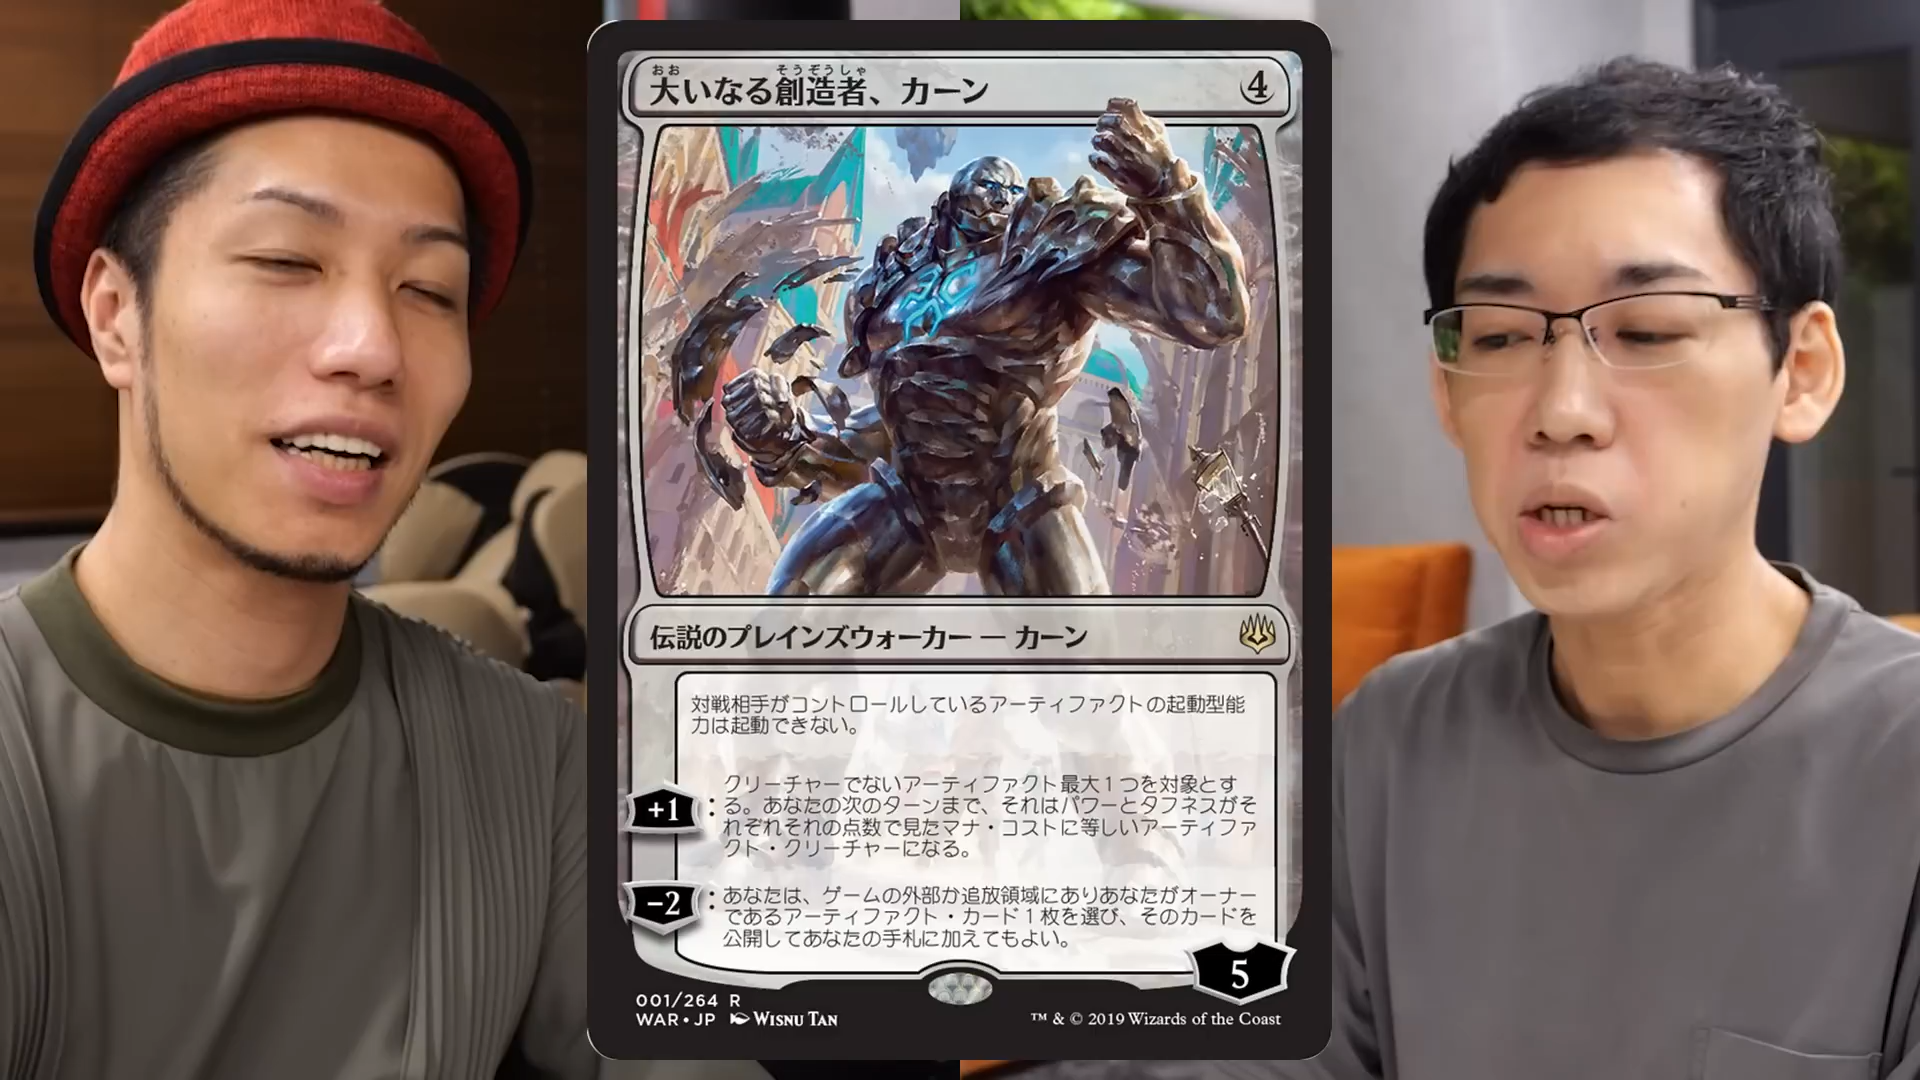 おお そうぞうしゃ
大いなる創造者、カーン 4
伝説のプレインズウォーカー ― カーン
対戦相手がコントロールしているアーティファクトの起動型能
力は起動できない。
クリーチャーでないアーティファクト最大１つを対象とす
+1 : る。あなたの次のターンまで、それはパワーとタフネスがそ
れぞれそれの点数で見たマナ・コストに等しいアーティファ
クト・クリーチャーになる。
−2 : あなたは、ゲームの外部か追放領域にありあなたがオーナー
であるアーティファクト・カード１枚を選び、そのカードを
公開してあなたの手札に加えてもよい。
5
001/264 R
WAR • JP Wisnu Tan ™ & © 2019 Wizards of the Coast